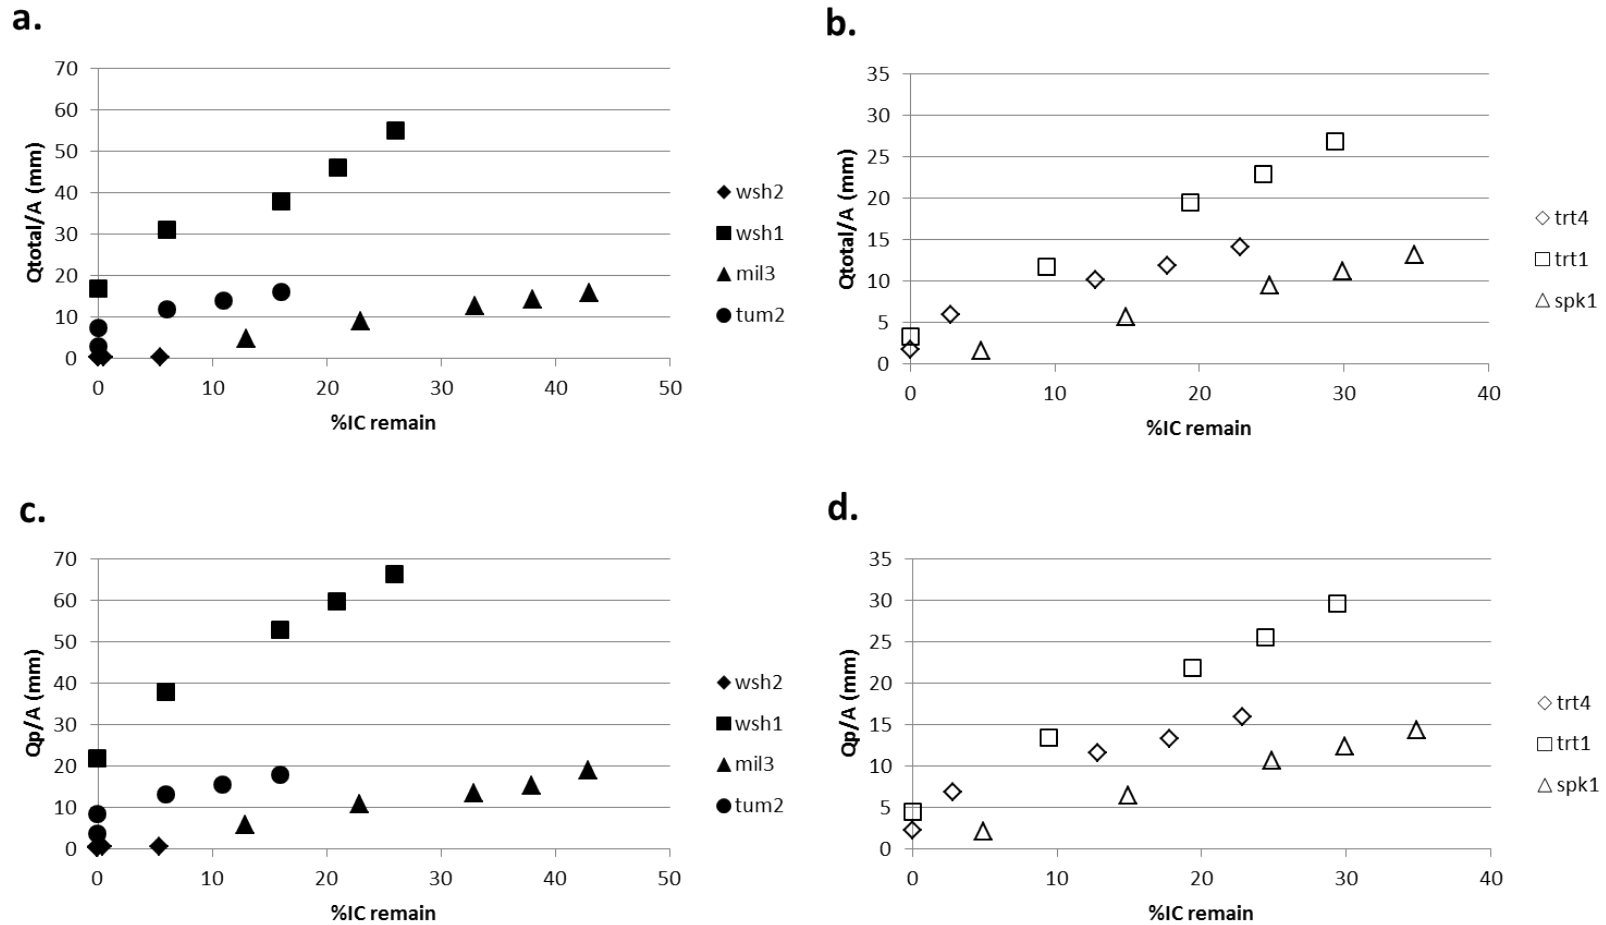 a.
70
60
50
40
30
20
10
0
Qtotal/A (mm)
0 10 20 30 40 50
%IC remain
wsh2
wsh1
mil3
tum2
b.
35
30
25
20
15
10
5
0
Qtotal/A (mm)
0 10 20 30 40
%IC remain
trt4
trt1
spk1
c.
70
60
50
40
30
20
10
0
Qp/A (mm)
0 10 20 30 40 50
%IC remain
wsh2
wsh1
mil3
tum2
d.
35
30
25
20
15
10
5
0
Qp/A (mm)
0 10 20 30 40
%IC remain
trt4
trt1
spk1